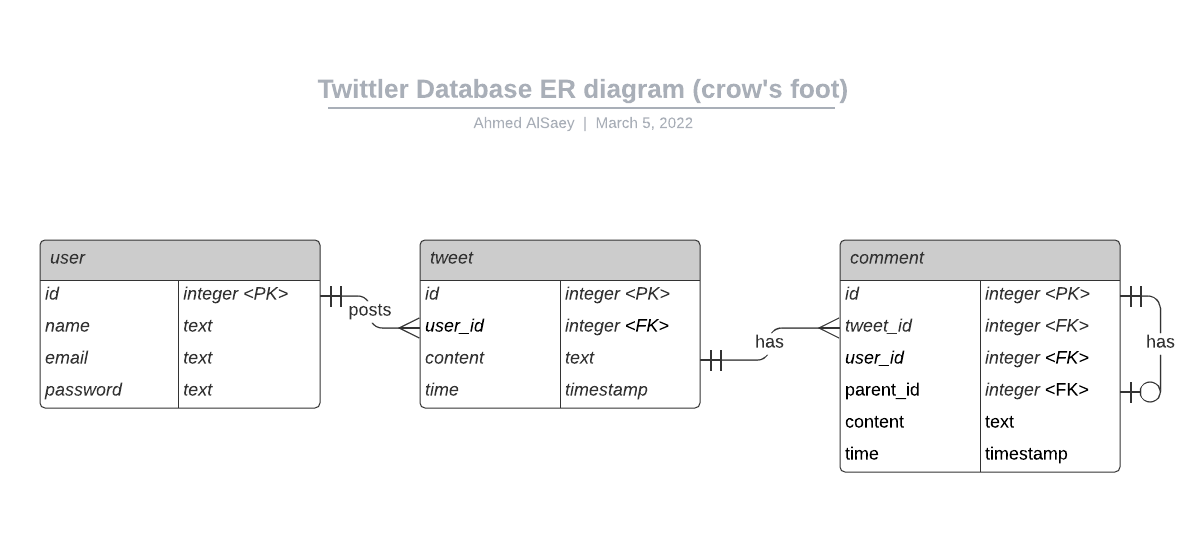 Twittler Database ER diagram (crow's foot)
Ahmed AlSaey | March 5, 2022
user
id integer <PK>
name text
email text
password text
posts
tweet
id integer <PK>
user_id integer <FK>
content text
time timestamp
has
comment
id integer <PK>
tweet_id integer <FK>
user_id integer <FK>
parent_id integer <FK>
content text
time timestamp
has